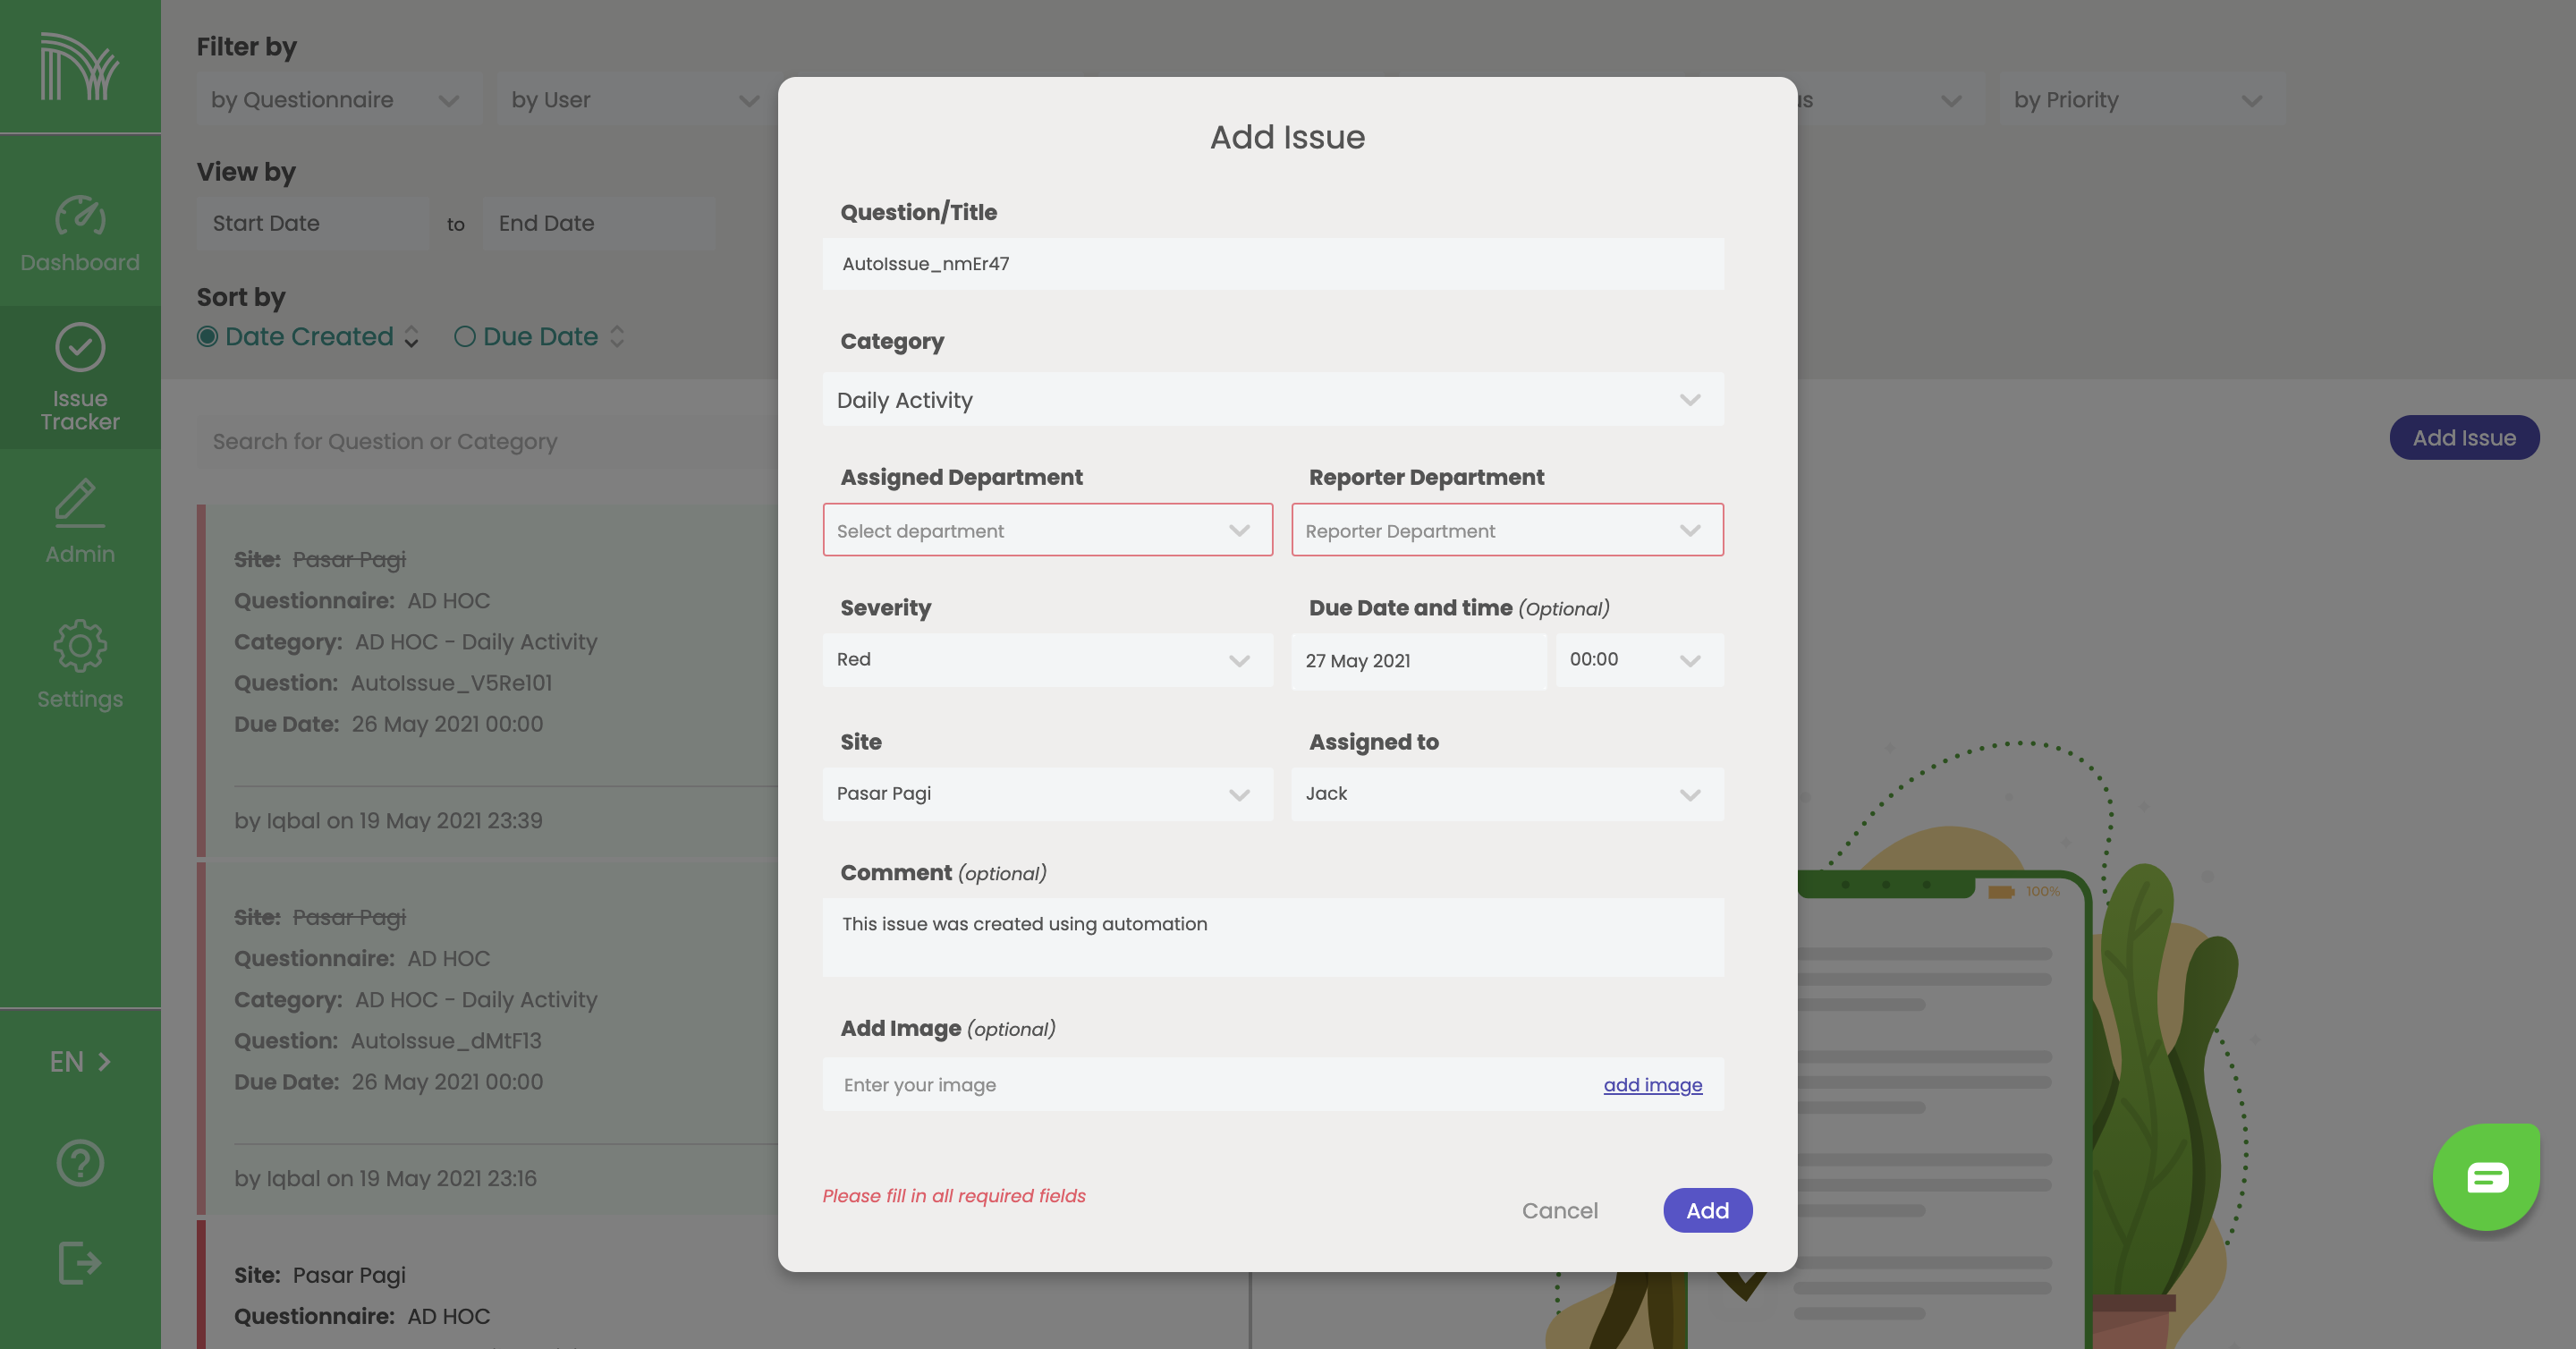 Filter by
by Questionnaire
by User
us
by Priority
View by
Start Date
to
End Date
Sort by
Date Created
Due Date
Search for Question or Category
Add Issue
Dashboard
Issue
Tracker
Admin
Settings
EN
Site: Pasar Pagi
Questionnaire: AD HOC
Category: AD HOC - Daily Activity
Question: AutoIssue_V5Re101
Due Date: 26 May 2021 00:00
by Iqbal on 19 May 2021 23:39
Site: Pasar Pagi
Questionnaire: AD HOC
Category: AD HOC - Daily Activity
Question: AutoIssue_dMtF13
Due Date: 26 May 2021 00:00
by Iqbal on 19 May 2021 23:16
Site: Pasar Pagi
Questionnaire: AD HOC
Add Issue
Question/Title
AutoIssue_nmEr47
Category
Daily Activity
Assigned Department
Reporter Department
Select department
Reporter Department
Severity
Due Date and time (Optional)
Red
27 May 2021
00:00
Site
Assigned to
Pasar Pagi
Jack
Comment (optional)
This issue was created using automation
Add Image (optional)
Enter your image
add image
Please fill in all required fields
Cancel
Add
100%